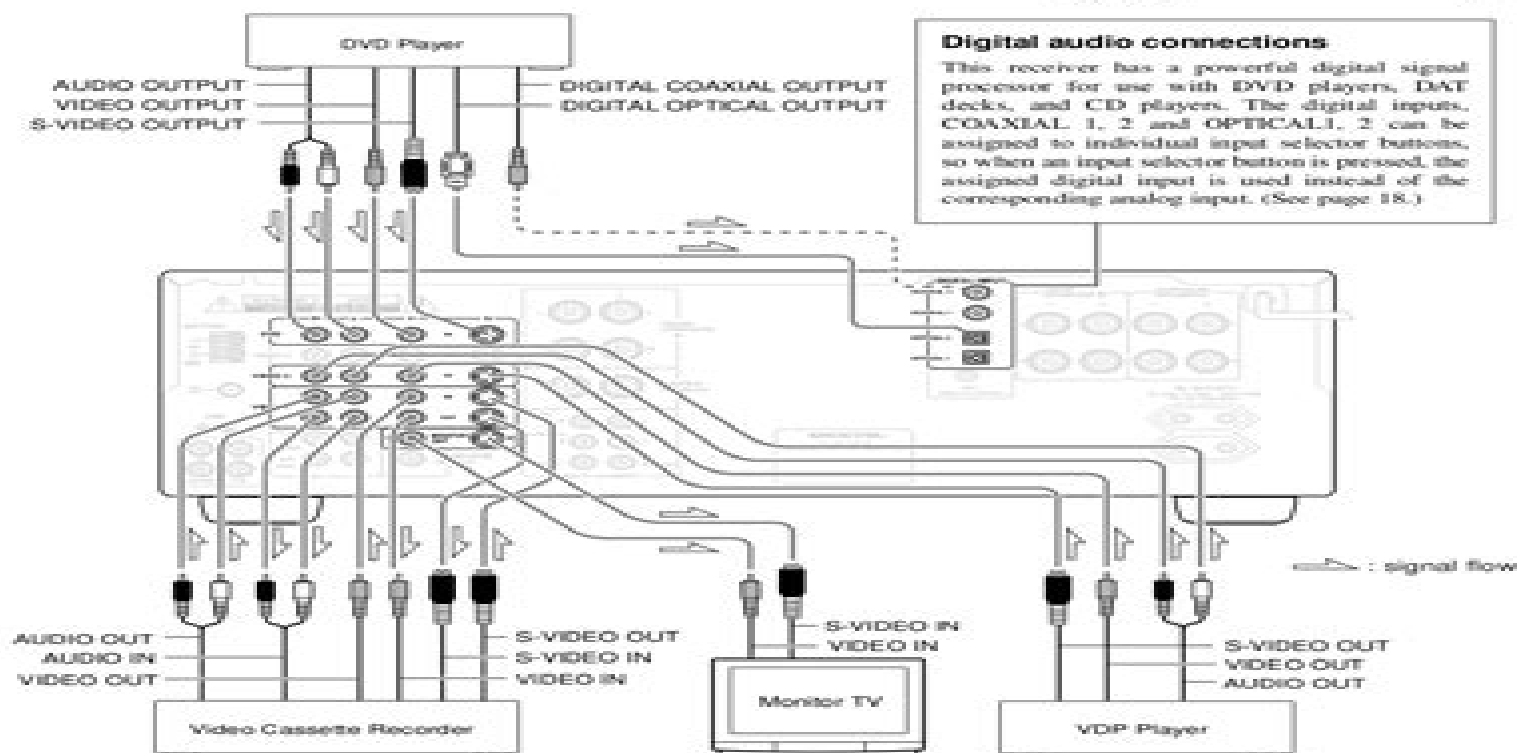 DVD Player
AUDIO OUTPUT
VIDEO OUTPUT
S-VIDEO OUTPUT
DIGITAL COAXIAL OUTPUT
DIGITAL OPTICAL OUTPUT
Digital audio connections
This receiver has a powerful digital signal
processor for use with DVD players, DAT
decks, and CD players. The digital inputs,
COAXIAL 1, 2 and OPTICAL1, 2 can be
assigned to individual input selector buttons,
so when an input selector button is pressed, the
assigned digital input is used instead of the
corresponding analog input. (See page 18.)
: signal flow
AUDIO OUT
AUDIO IN
VIDEO OUT
S-VIDEO OUT
S-VIDEO IN
VIDEO IN
Video Cassette Recorder
S-VIDEO IN
VIDEO IN
Monitor TV
S-VIDEO OUT
VIDEO OUT
AUDIO OUT
VDP Player